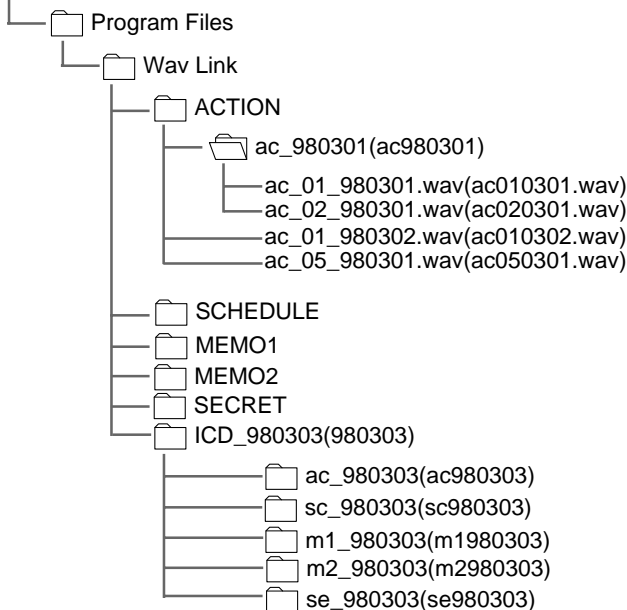 Program Files
Wav Link
ACTION
ac_980301(ac980301)
ac_01_980301.wav(ac010301.wav)
ac_02_980301.wav(ac020301.wav)
ac_01_980302.wav(ac010302.wav)
ac_05_980301.wav(ac050301.wav)
SCHEDULE
MEMO1
MEMO2
SECRET
ICD_980303(980303)
ac_980303(ac980303)
sc_980303(sc980303)
m1_980303(m1980303)
m2_980303(m2980303)
se_980303(se980303)